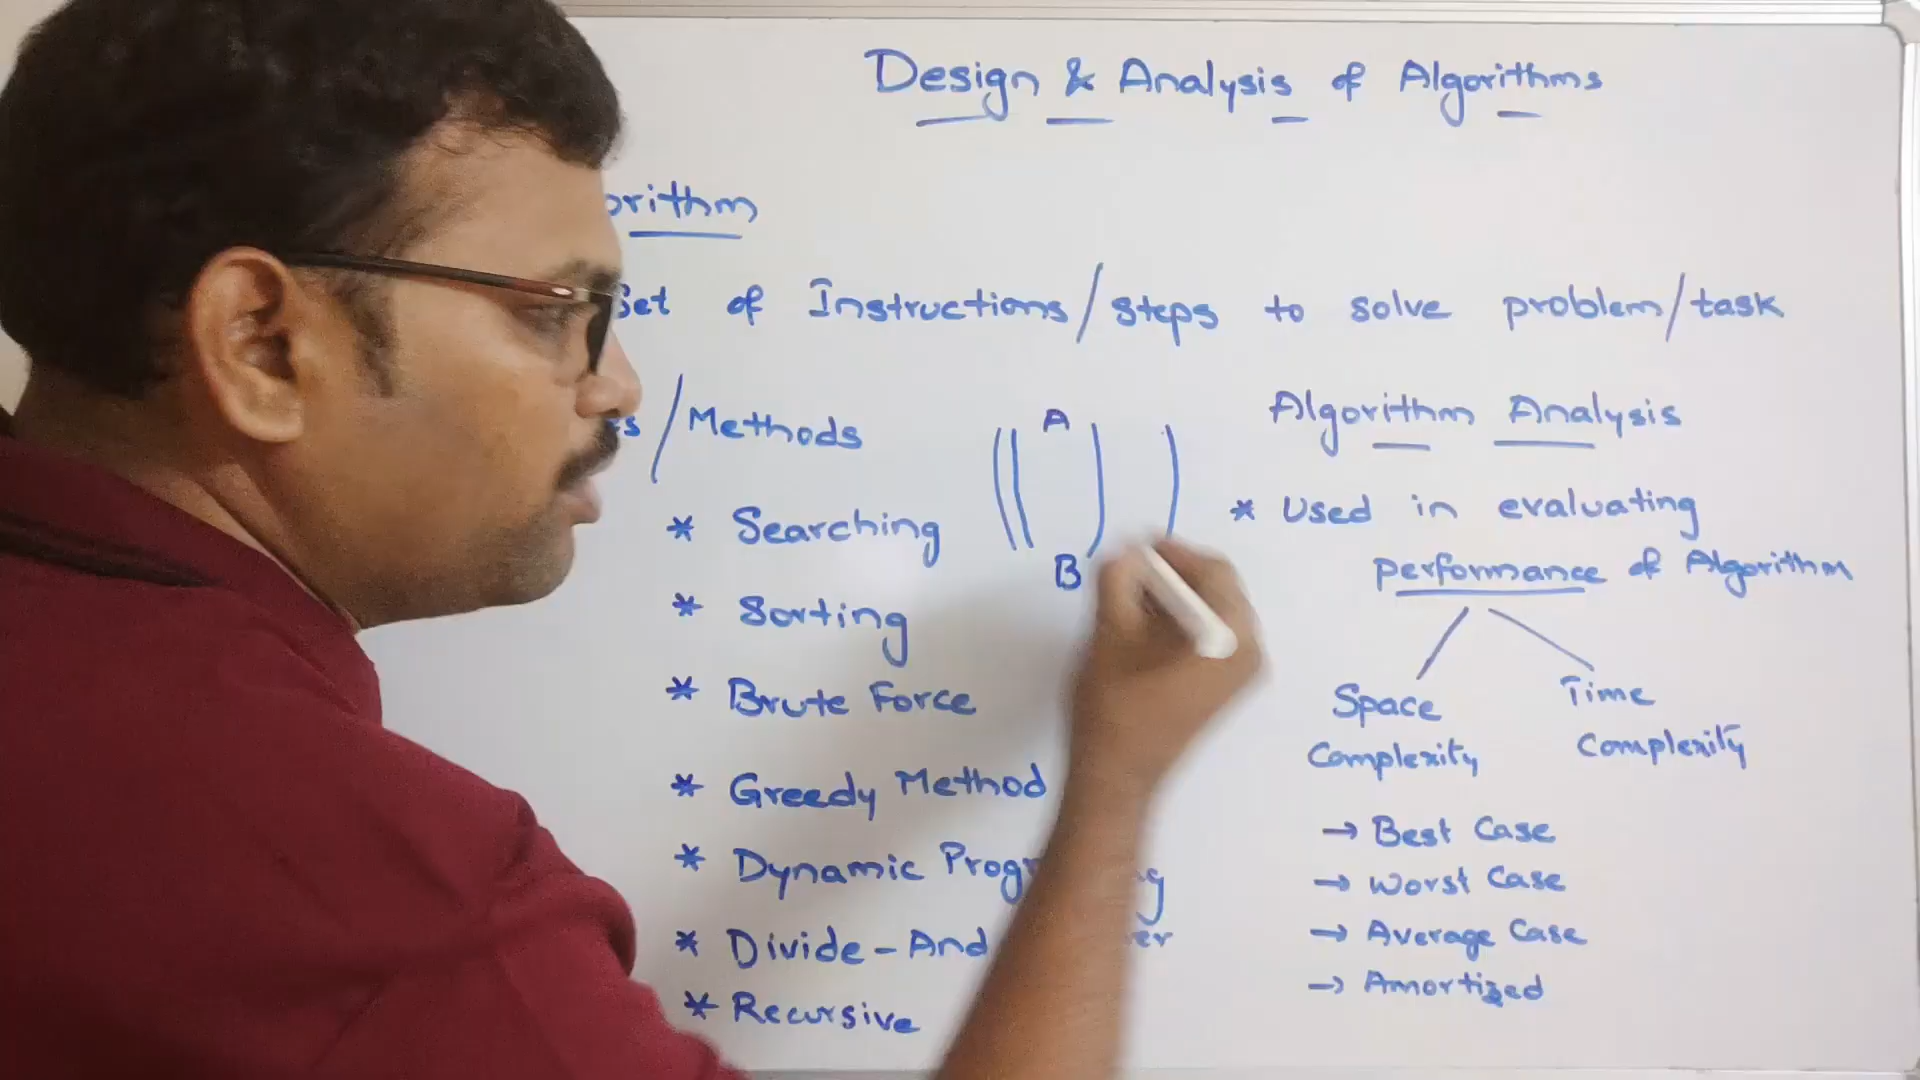 Design & Analysis of Algorithms
orithm
Set of Instructions/steps to solve problem/task
s/Methods
* Searching
* Sorting
* Brute Force
* Greedy Method
* Dynamic Prog g
* Divide-And er
* Recursive
A
B
Algorithm Analysis
* Used in evaluating
performance of Algorithm
Space
Complexity
Time
Complexity
→ Best Case
→ Worst Case
→ Average Case
→ Amortized